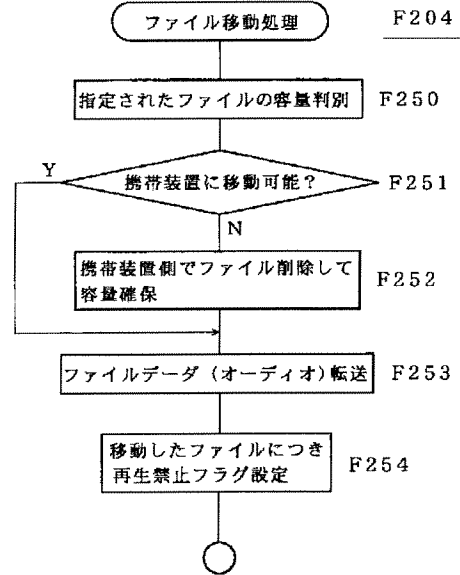 ファイル移動処理 F204
指定されたファイルの容量判別 F250
Y
携帯装置に移動可能？ F251
N
携帯装置側でファイル削除して
容量確保
F252
ファイルデータ（オーディオ）転送 F253
移動したファイルにつき
再生禁止フラグ設定
F254